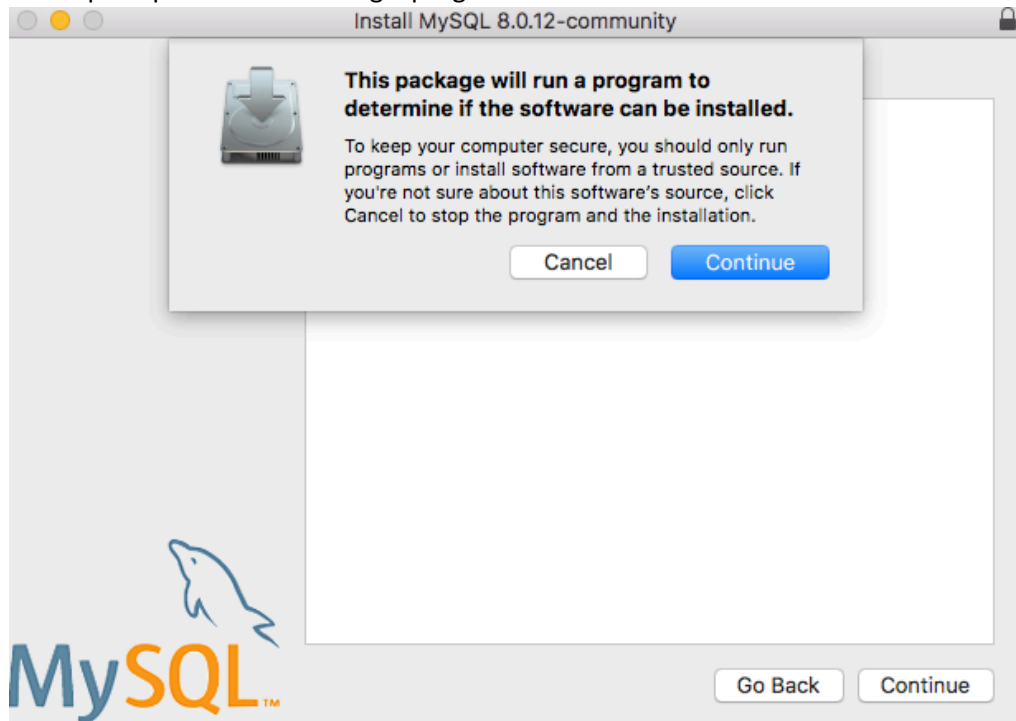 Install MySQL 8.0.12-community
This package will run a program to
determine if the software can be installed.
To keep your computer secure, you should only run
programs or install software from a trusted source. If
you're not sure about this software's source, click
Cancel to stop the program and the installation.
Cancel
Continue
MySQL™
Go Back
Continue